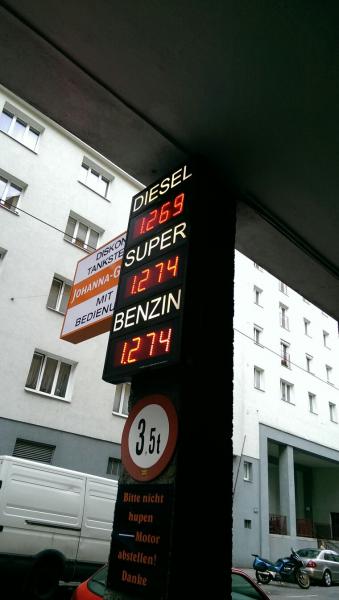 DIESEL
1.269
SUPER
1.274
BENZIN
1.274
DISKON
TANKSTE
JOHANNA-G
MIT
BEDIENU
3.5t
Bitte nicht
hupen
Motor
abstellen!
Danke